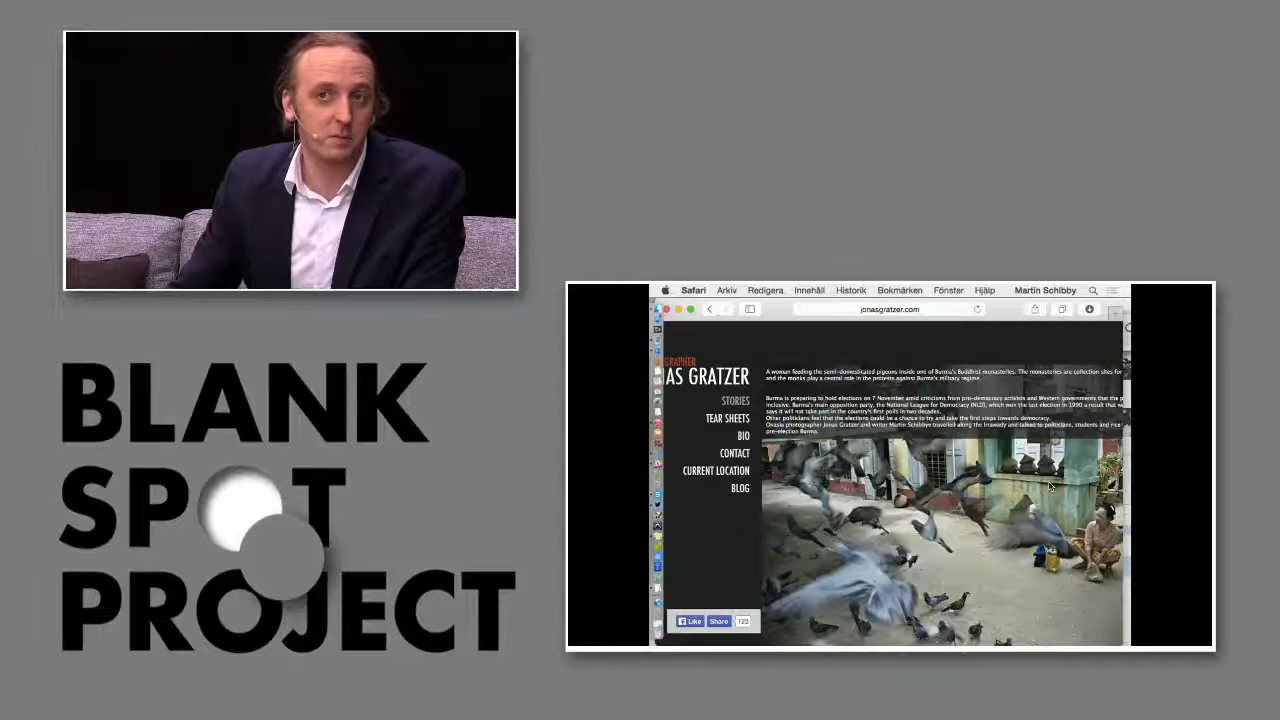 BLANK
SPOT
PROJECT
Safari Arkiv Redigera Innehåll Historik Bokmärken Fönster Hjälp Martin Schibby
jonasgratzer.com
GRAPHER
AS GRATZER
STORIES
TEAR SHEETS
BIO
CONTACT
CURRENT LOCATION
BLOG
A woman feeding the semi-domesticated pigeons inside one of Burma's Buddhist monasteries. The monasteries are collection sites for
and the monks play a central role in the protests against Burma's military regime.
Burma is preparing to hold elections on 7 November amid criticisms from pro-democracy activists and Western governments that the p
inclusive. Burma's main opposition party, the National League for Democracy (NLD), which won the last election in 1990 a result that w
says it will not take part in the country's first polls in two decades.
Other politicians feel that the elections could be a chance to try and take the first steps towards democracy.
Onasia photographer Jonas Gratzer and writer Martin Schibbye travelled along the Irrawady and talked to politicians, students and rice
pre-election Burma.
Like Share 123